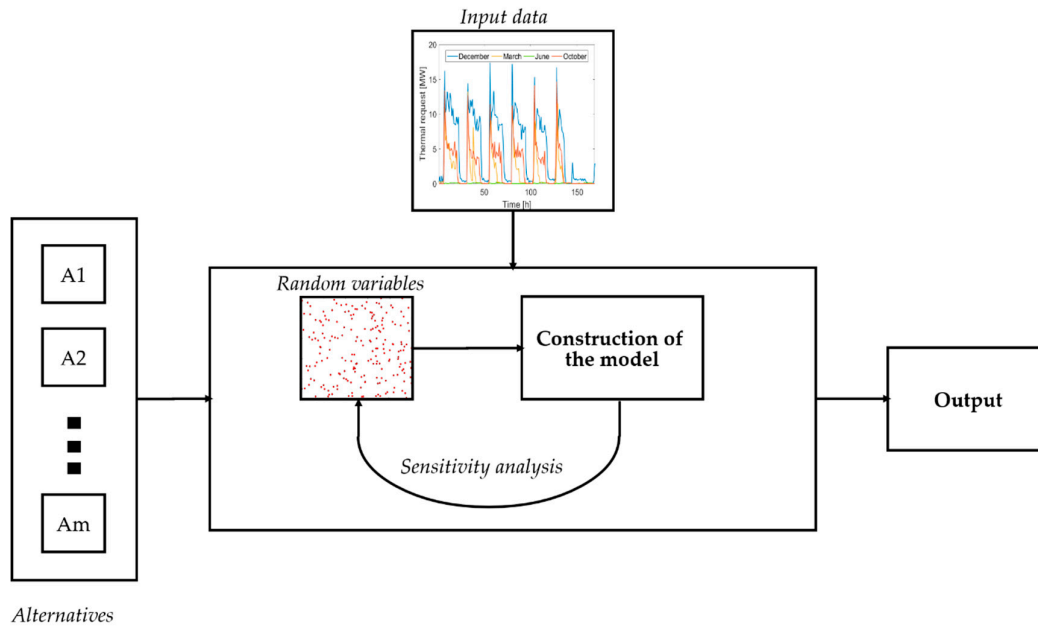 Input data
December March June October
Thermal request [MW]
20
15
10
5
0
50 100 150
Time [h]
A1
A2
Am
Alternatives
Random variables
Construction of
the model
Sensitivity analysis
Output